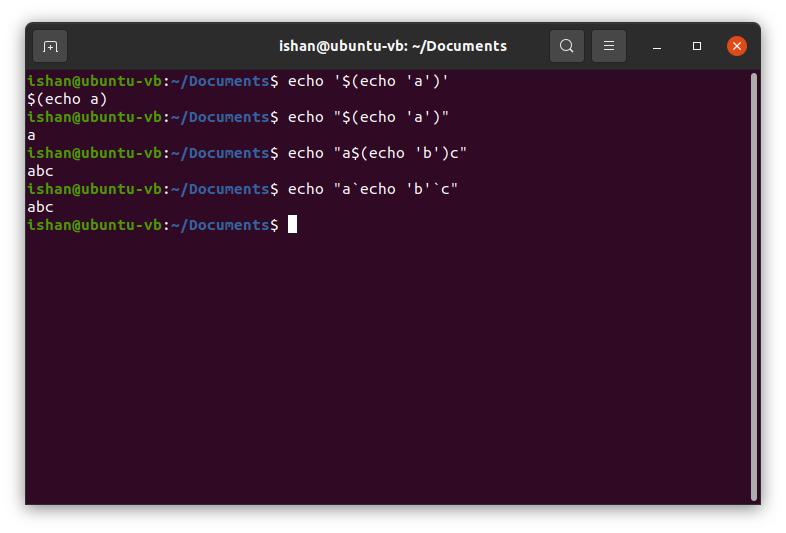 ishan@ubuntu-vb: ~/Documents
ishan@ubuntu-vb:~/Documents$ echo '$(echo 'a')'
$(echo a)
ishan@ubuntu-vb:~/Documents$ echo "$(echo 'a')"
a
ishan@ubuntu-vb:~/Documents$ echo "a$(echo 'b')c"
abc
ishan@ubuntu-vb:~/Documents$ echo "a`echo 'b'`c"
abc
ishan@ubuntu-vb:~/Documents$